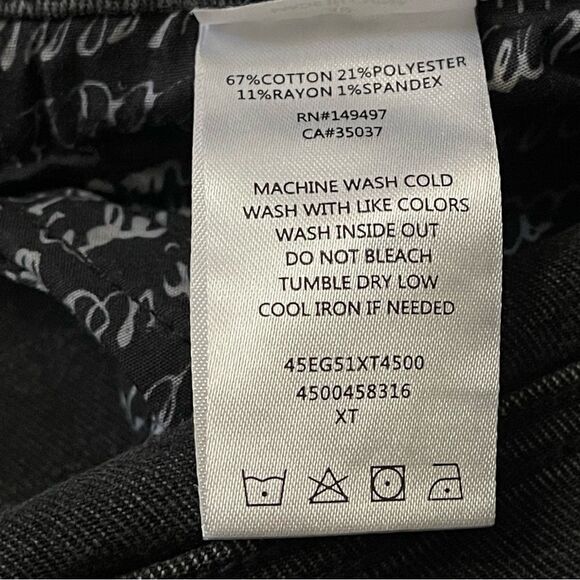 67%COTTON 21%POLYESTER
11%RAYON 1%SPANDEX
RN#149497
CA#35037
MACHINE WASH COLD
WASH WITH LIKE COLORS
WASH INSIDE OUT
DO NOT BLEACH
TUMBLE DRY LOW
COOL IRON IF NEEDED
45EG51XT4500
4500458316
XT